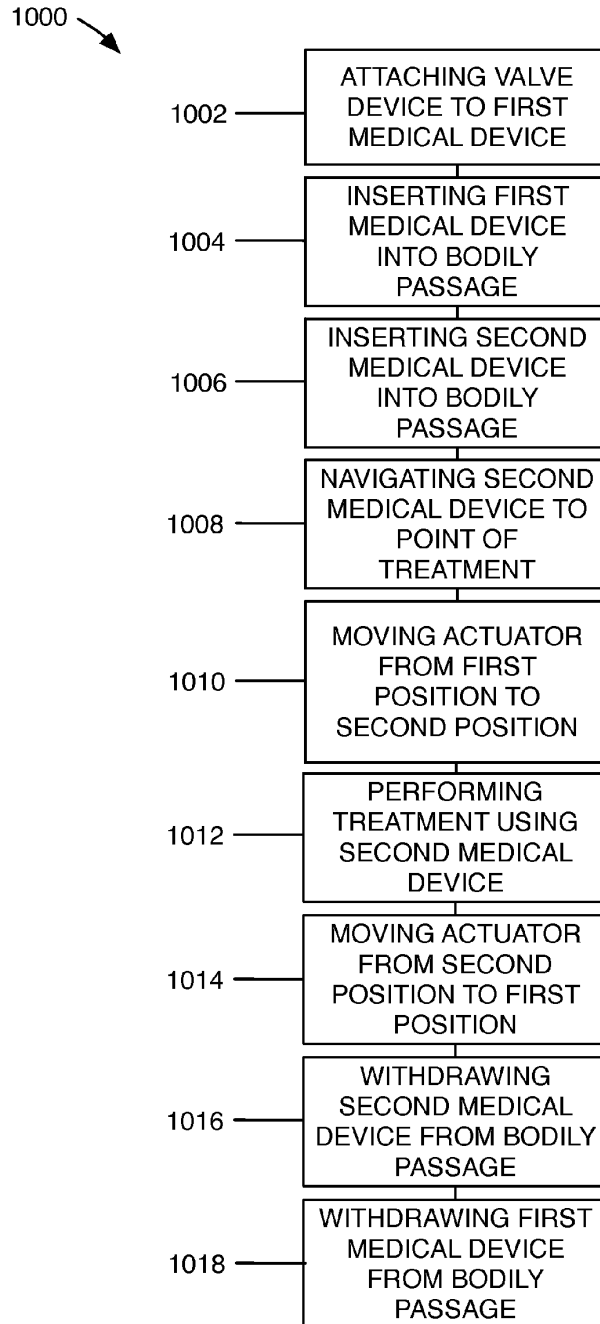 1000
1002
ATTACHING VALVE
DEVICE TO FIRST
MEDICAL DEVICE
1004
INSERTING FIRST
MEDICAL DEVICE
INTO BODILY
PASSAGE
1006
INSERTING SECOND
MEDICAL DEVICE
INTO BODILY
PASSAGE
1008
NAVIGATING SECOND
MEDICAL DEVICE TO
POINT OF
TREATMENT
1010
MOVING ACTUATOR
FROM FIRST
POSITION TO
SECOND POSITION
1012
PERFORMING
TREATMENT USING
SECOND MEDICAL
DEVICE
1014
MOVING ACTUATOR
FROM SECOND
POSITION TO FIRST
POSITION
1016
WITHDRAWING
SECOND MEDICAL
DEVICE FROM BODILY
PASSAGE
1018
WITHDRAWING FIRST
MEDICAL DEVICE
FROM BODILY
PASSAGE